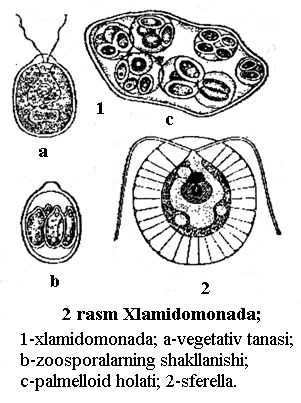 1
c
a
b
2
2 rasm Xlamidomonada;
1-xlamidomonada; a-vegetativ tanasi;
b-zoosporalarning shakllanishi;
c-palmelloid holati; 2-sferella.